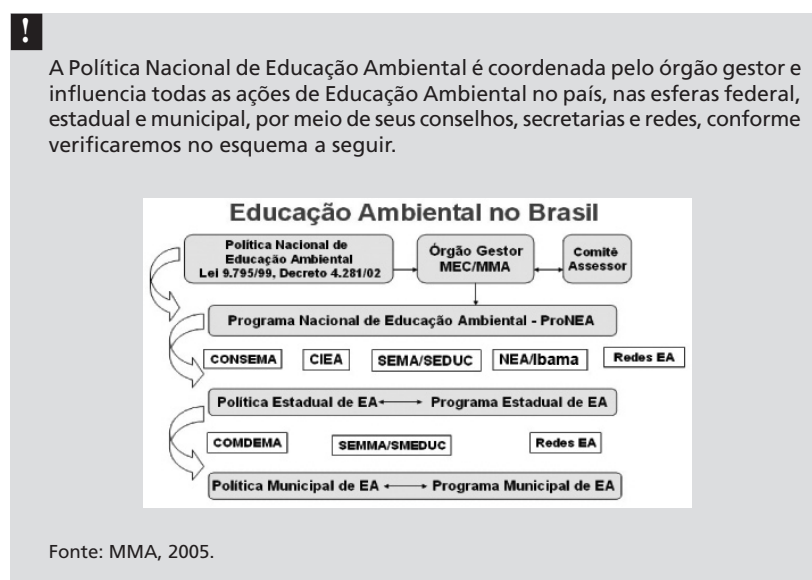 !
A Política Nacional de Educação Ambiental é coordenada pelo órgão gestor e
influencia todas as ações de Educação Ambiental no país, nas esferas federal,
estadual e municipal, por meio de seus conselhos, secretarias e redes, conforme
verificaremos no esquema a seguir.
Educação Ambiental no Brasil
Política Nacional de
Educação Ambiental
Lei 9.795/99, Decreto 4.281/02
Órgão Gestor
MEC/MMA
Comitê
Assessor
Programa Nacional de Educação Ambiental - ProNEA
CONSEMA
CIEA
SEMA/SEDUC
NEA/Ibama
Redes EA
Política Estadual de EA
Programa Estadual de EA
COMDEMA
SEMMA/SMEDUC
Redes EA
Política Municipal de EA
Programa Municipal de EA
Fonte: MMA, 2005.